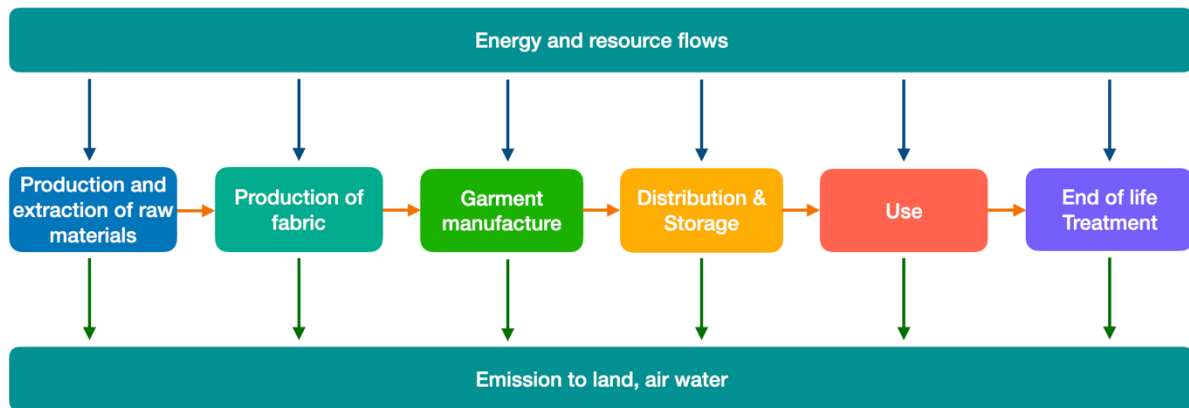 Energy and resource flows
Production and
extraction of raw
materials
Production of
fabric
Garment
manufacture
Distribution &
Storage
Use
End of life
Treatment
Emission to land, air water